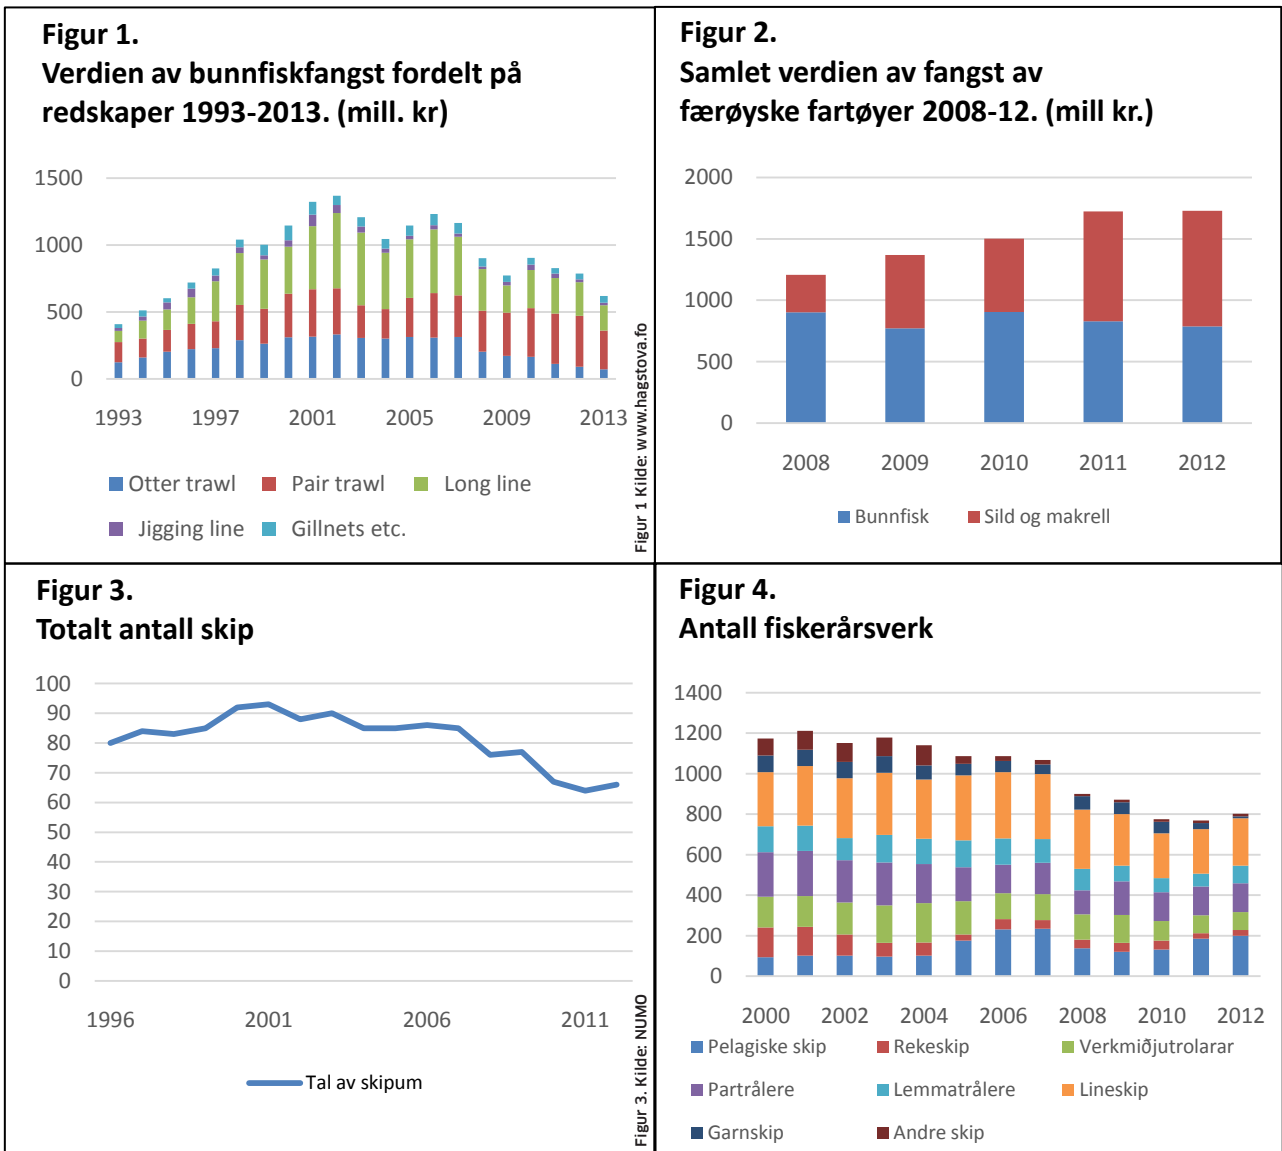 Figur 1.
Verdien av bunnfiskfangst fordelt på
redskaper 1993-2013. (mill. kr)
1500
1000
500
0
1993 1997 2001 2005 2009 2013
Otter trawl Pair trawl Long line
Jigging line Gillnets etc.
Figur 1 Kilde: www.hagstova.fo
Figur 2.
Samlet verdien av fangst av
færøyske fartøyer 2008-12. (mill kr.)
2000
1500
1000
500
0
2008 2009 2010 2011 2012
Bunnfisk Sild og makrell
Figur 3.
Totalt antall skip
100
90
80
70
60
50
40
30
20
10
0
1996 2001 2006 2011
Tal av skipum
Figur 3. Kilde: NUMO
Figur 4.
Antall fiskerårsverk
1400
1200
1000
800
600
400
200
0
2000 2002 2004 2006 2008 2010 2012
Pelagiske skip Rekeskip Verkmiðjutrolarar
Partrålere Lemmatrålere Lineskip
Garnskip Andre skip